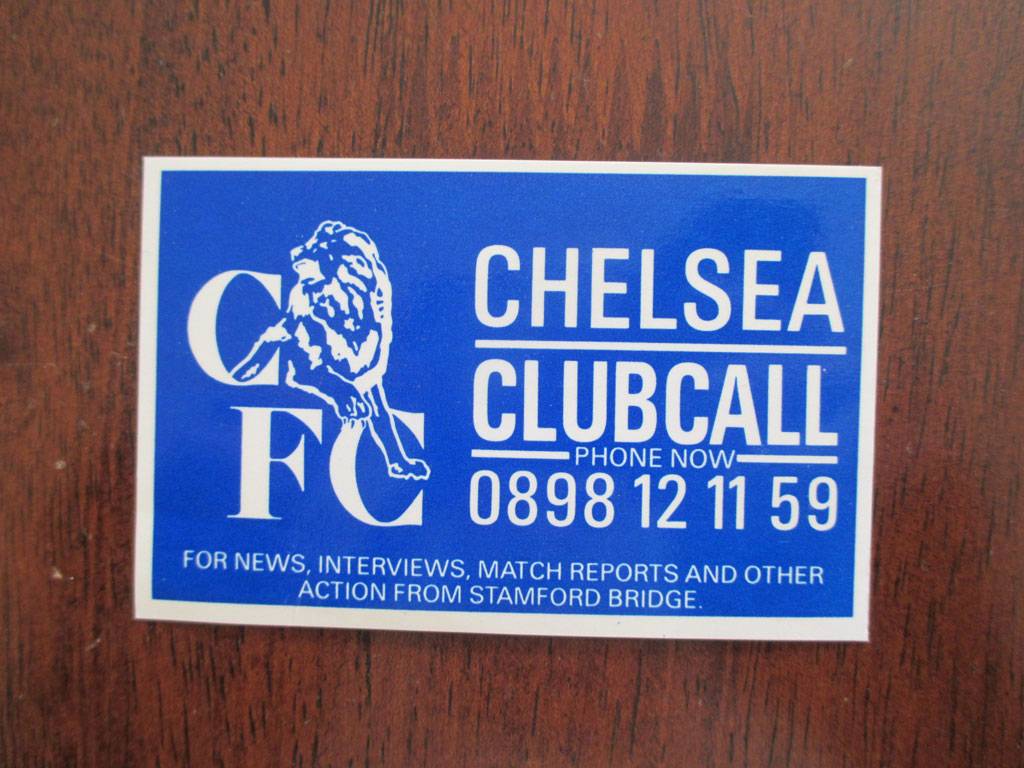 C
FC
CHELSEA
CLUBCALL
PHONE NOW
0898 12 11 59
FOR NEWS, INTERVIEWS, MATCH REPORTS AND OTHER
ACTION FROM STAMFORD BRIDGE.